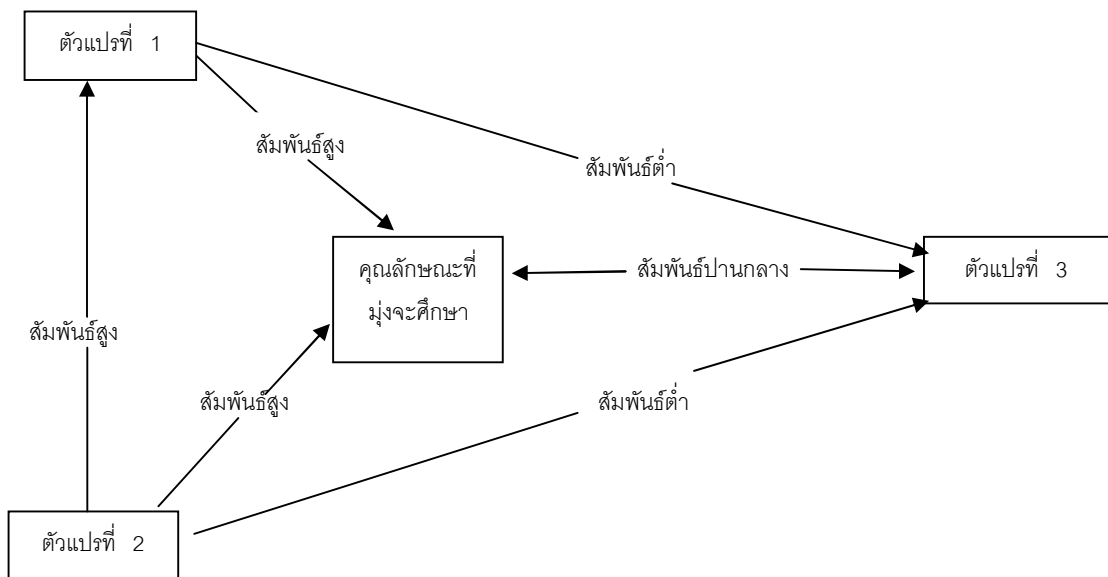 ตัวแปรที่ 1
สัมพันธ์สูง
สัมพันธ์ต่ำ
คุณลักษณะที่
มุ่งจะศึกษา
สัมพันธ์ปานกลาง
ตัวแปรที่ 3
สัมพันธ์สูง
สัมพันธ์สูง
สัมพันธ์ต่ำ
ตัวแปรที่ 2